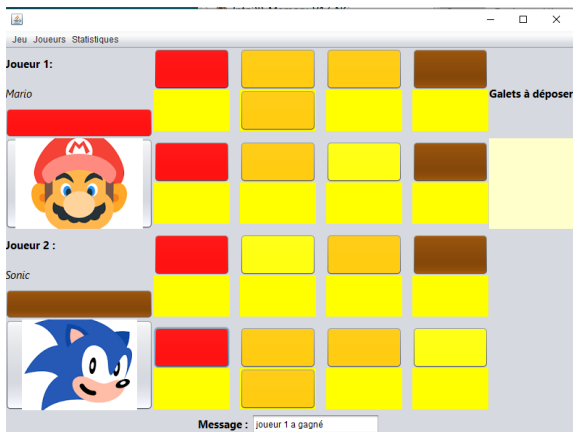 Jeu Joueurs Statistiques
Joueur 1:
Mario
Galets à déposer
M
Joueur 2 :
Sonic
Message : joueur 1 a gagné